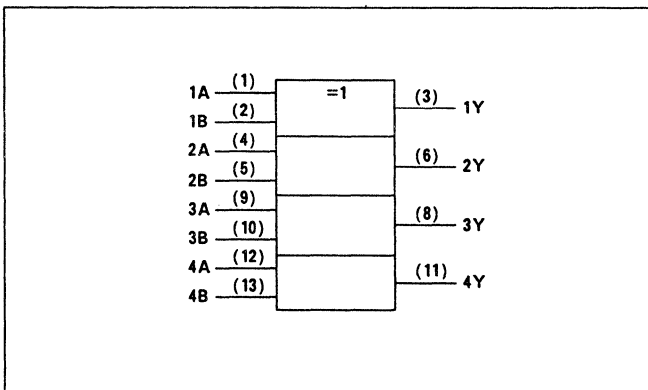 1A (1) =1 (3) 1Y
1B (2)
2A (4) (6) 2Y
2B (5)
3A (9) (8) 3Y
3B (10)
4A (12) (11) 4Y
4B (13)